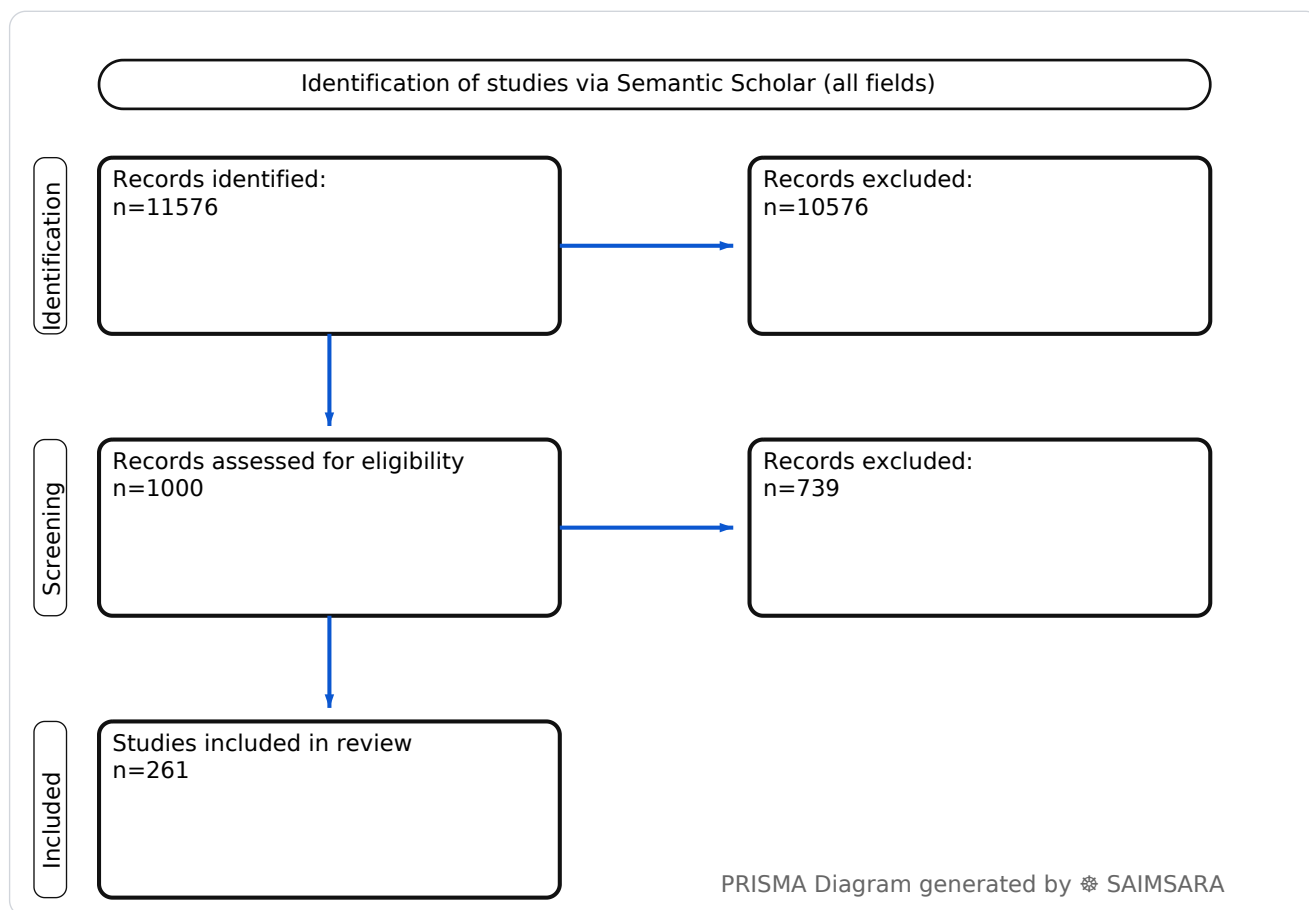 Identification of studies via Semantic Scholar (all fields)
Identification
Records identified:
n=11576
Records excluded:
n=10576
Screening
Records assessed for eligibility
n=1000
Records excluded:
n=739
Included
Studies included in review
n=261
PRISMA Diagram generated by ☸ SAIMSARA